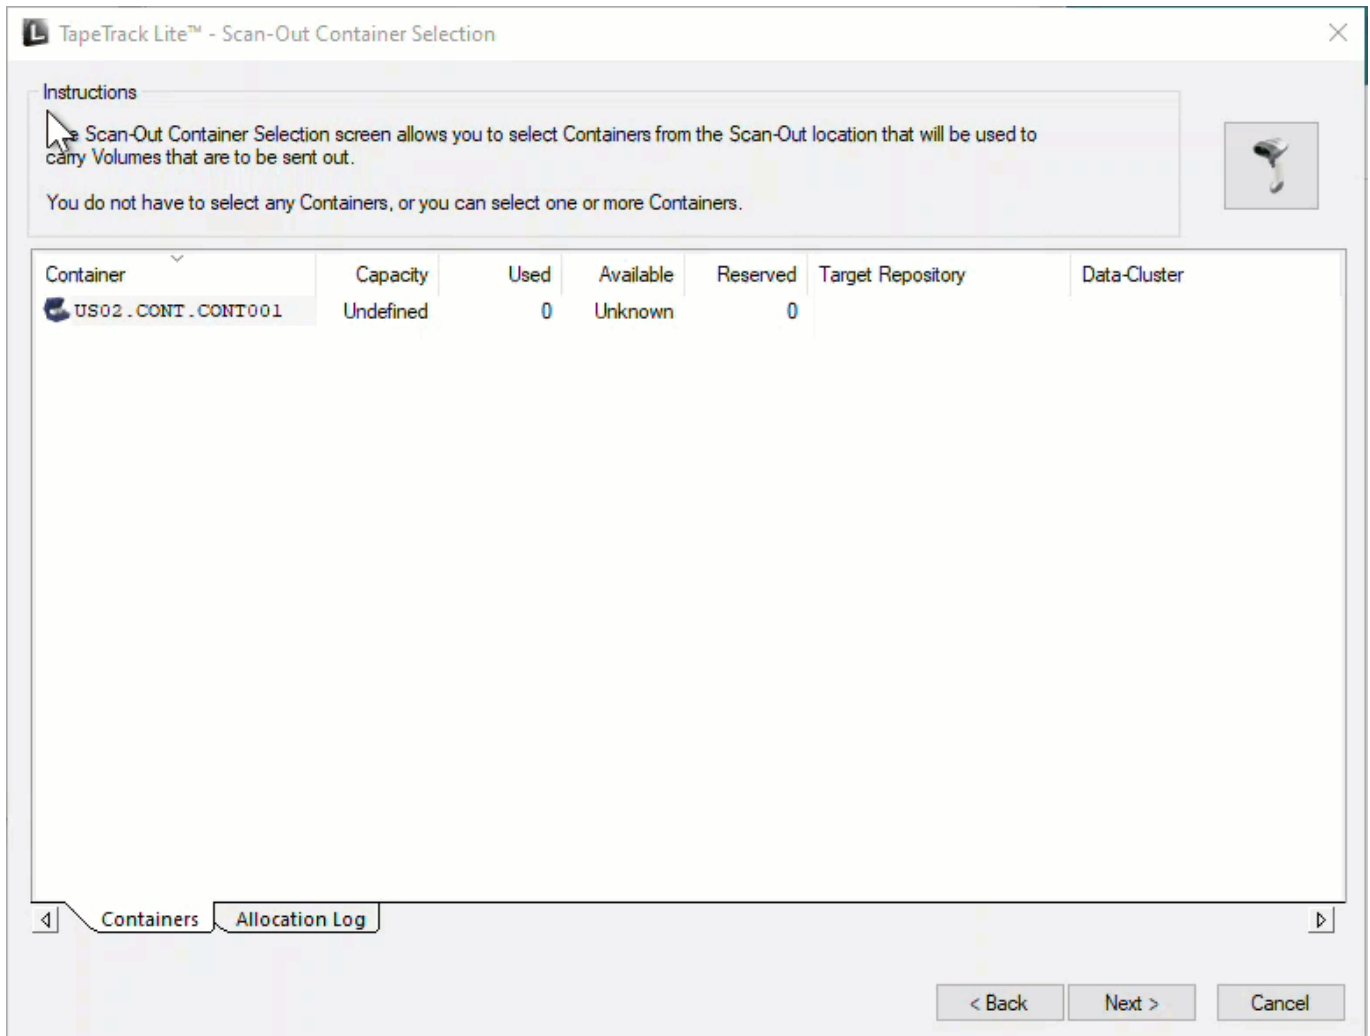 L TapeTrack Lite™ - Scan-Out Container Selection
Instructions
Scan-Out Container Selection screen allows you to select Containers from the Scan-Out location that will be used to
carry Volumes that are to be sent out.
You do not have to select any Containers, or you can select one or more Containers.
Container Capacity Used Available Reserved Target Repository Data-Cluster
US02.CONT.CONT001 Undefined 0 Unknown 0
Containers Allocation Log
< Back Next > Cancel